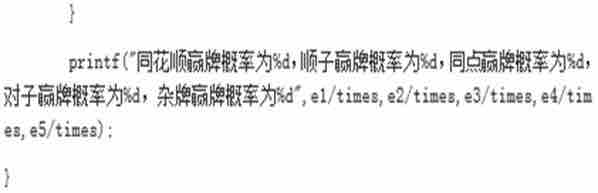 }
printf("同花顺赢牌概率为%d，顺子赢牌概率为%d，同点赢牌概率为%d，
对子赢牌概率为%d，杂牌赢牌概率为%d",e1/times,e2/times,e3/times,e4/tim
es,e5/times);
}